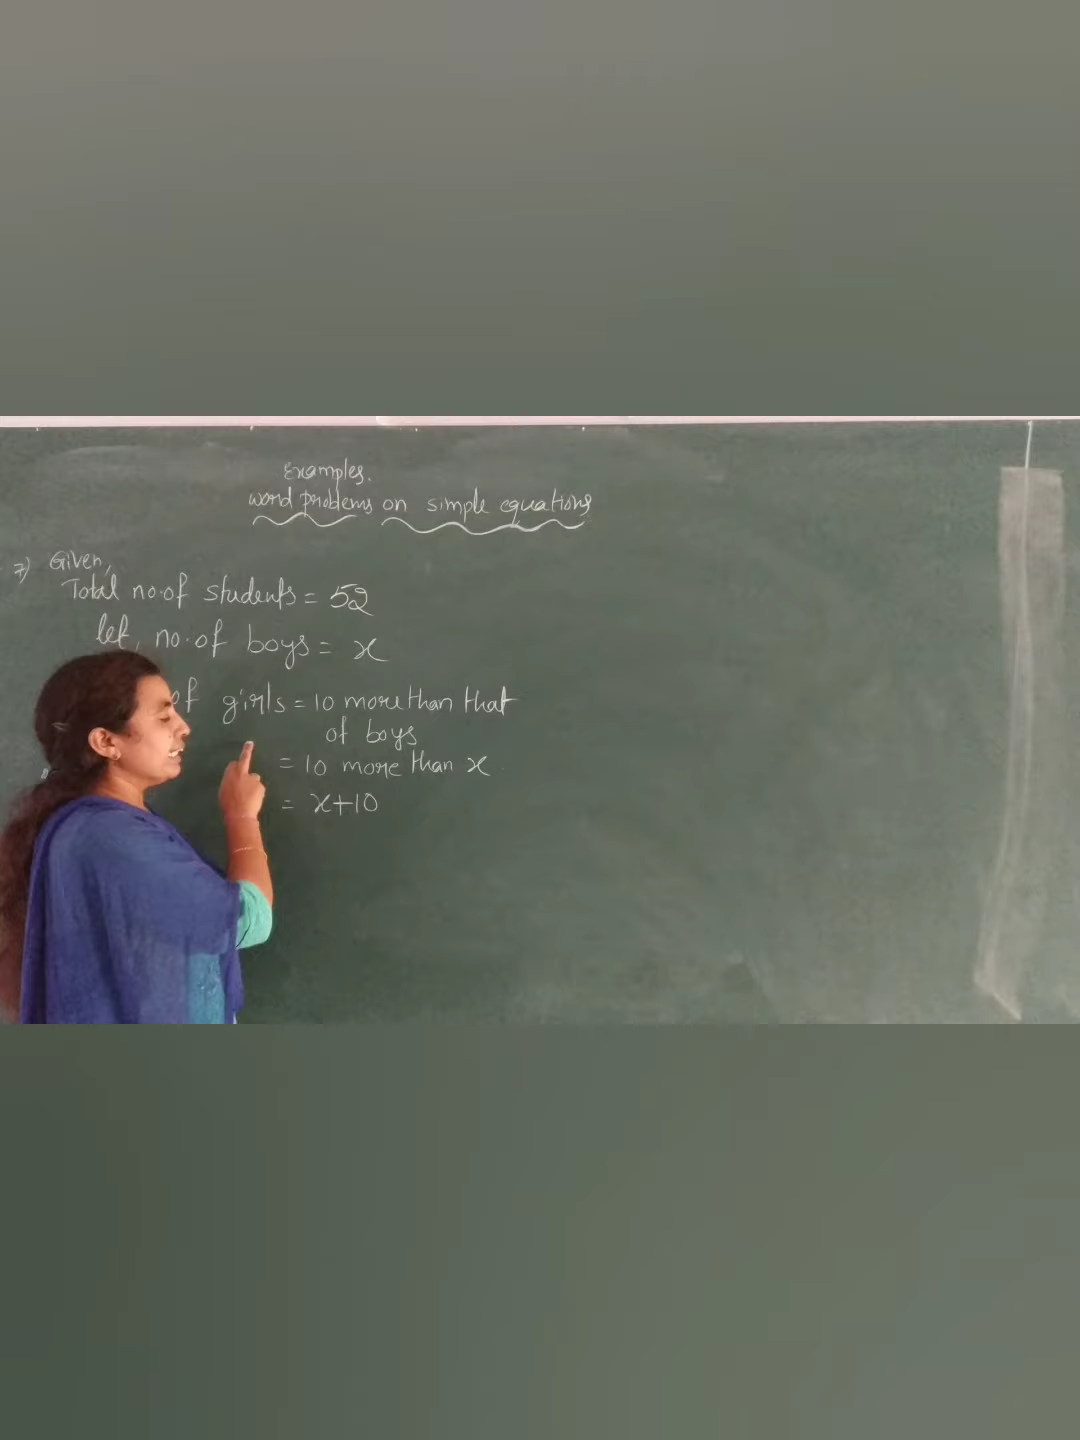 Examples.
word problems on simple equations
7) Given,
Total no.of students = 52
let, no.of boys = x
of girls = 10 more than that
of boys
= 10 more than x
= x+10